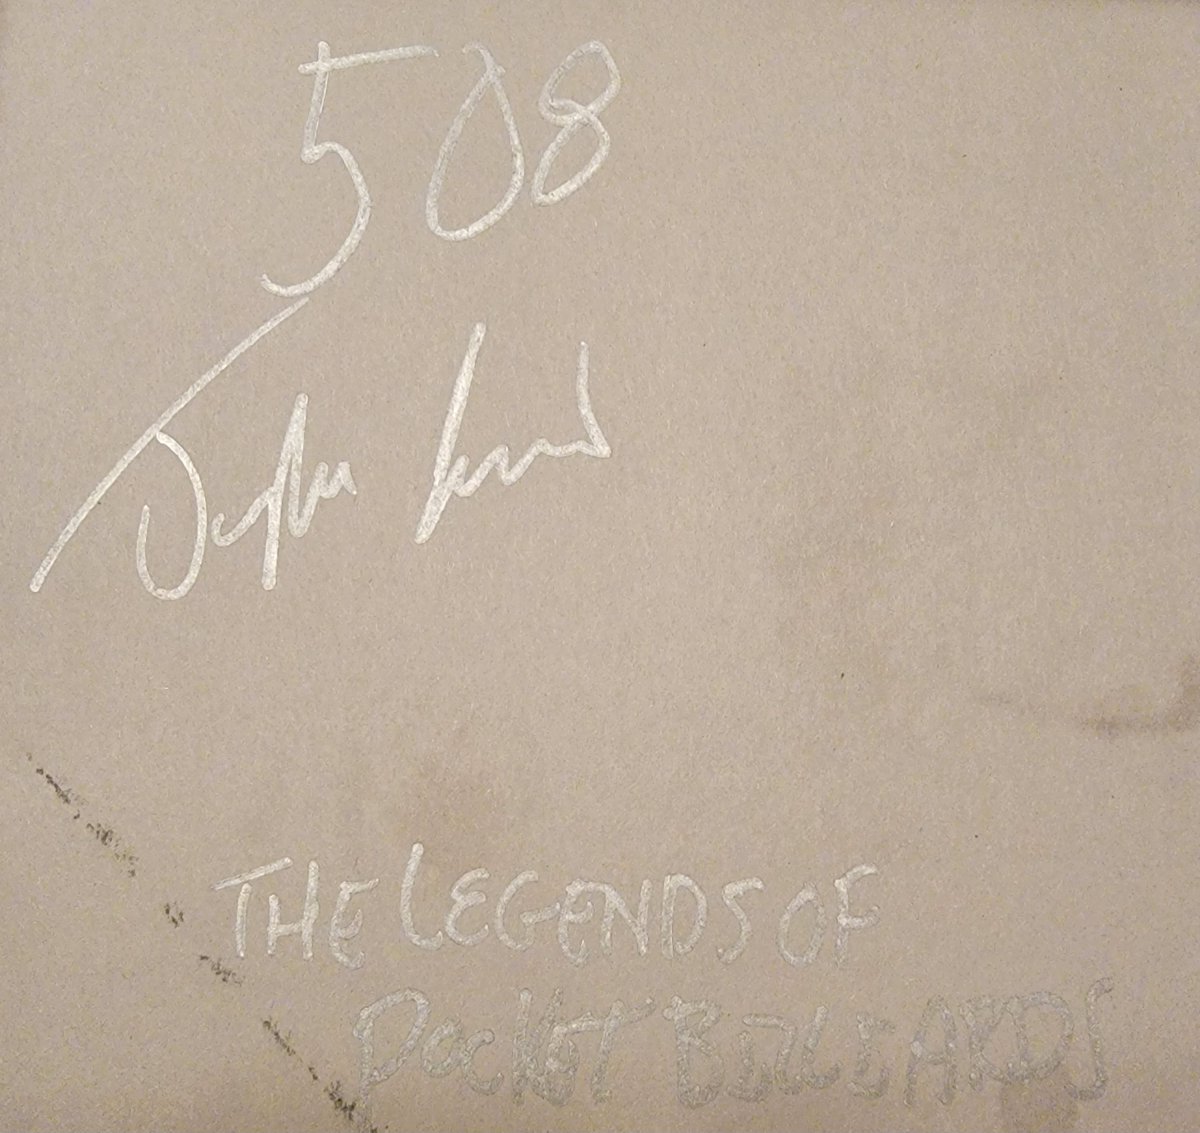 508
THE LEGENDS OF
POCKET BILLIARDS